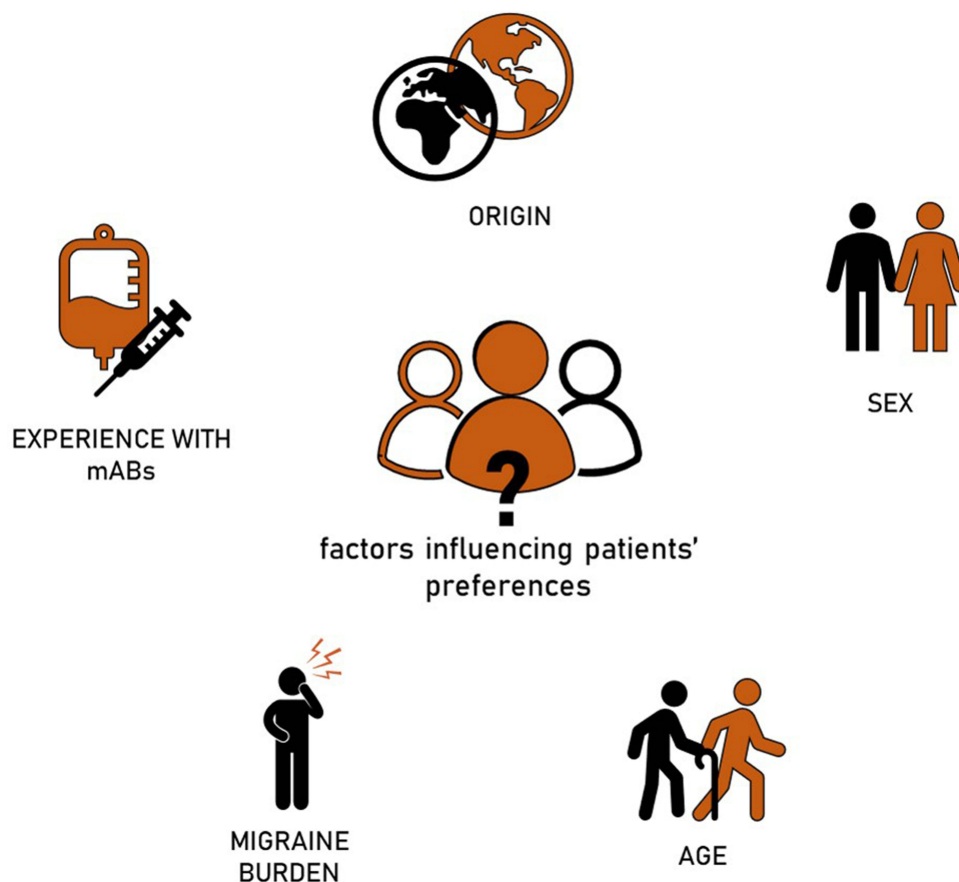 ORIGIN
SEX
EXPERIENCE WITH
mABs
?
factors influencing patients'
preferences
MIGRAINE
BURDEN
AGE